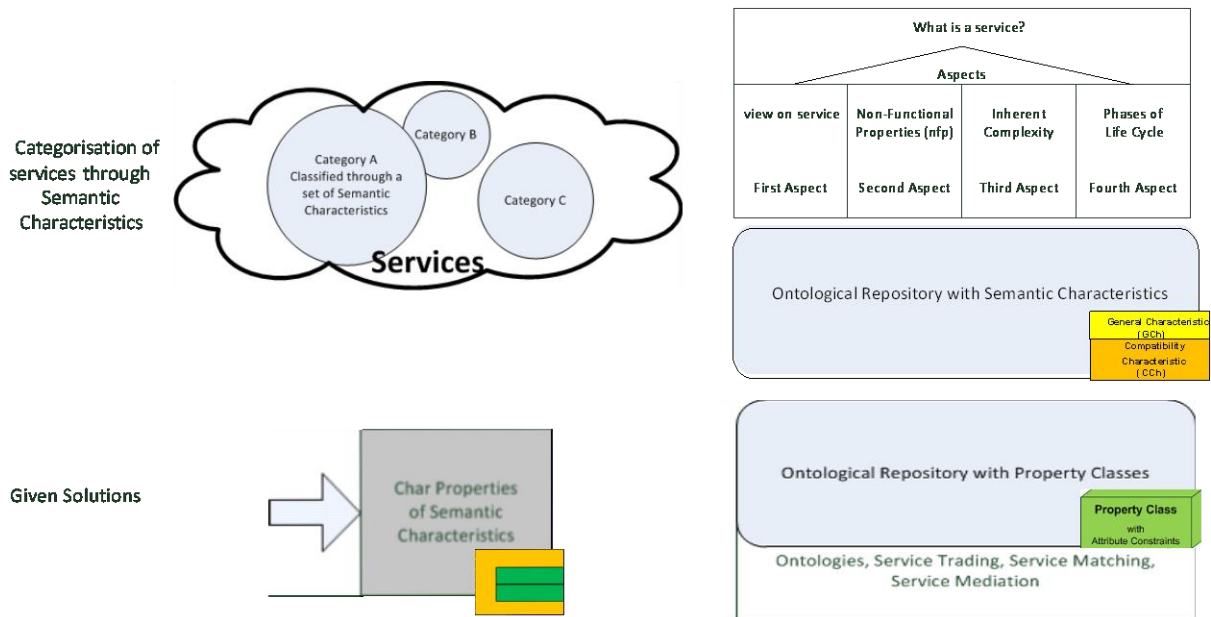 Categorisation of
services through
Semantic
Characteristics
Category A
Classified through a
set of Semantic
Characteristics
Category B
Category C
Services
What is a service?
Aspects
view on service
Non-Functional
Properties (nfp)
Inherent
Complexity
Phases of
Life Cycle
First Aspect
Second Aspect
Third Aspect
Fourth Aspect
Ontological Repository with Semantic Characteristics
General Characteristic
(GCh)
Compatibility
Characteristic
(CCh)
Given Solutions
Char Properties
of Semantic
Characteristics
Ontological Repository with Property Classes
Property Class
with
Attribute Constraints
Ontologies, Service Trading, Service Matching,
Service Mediation